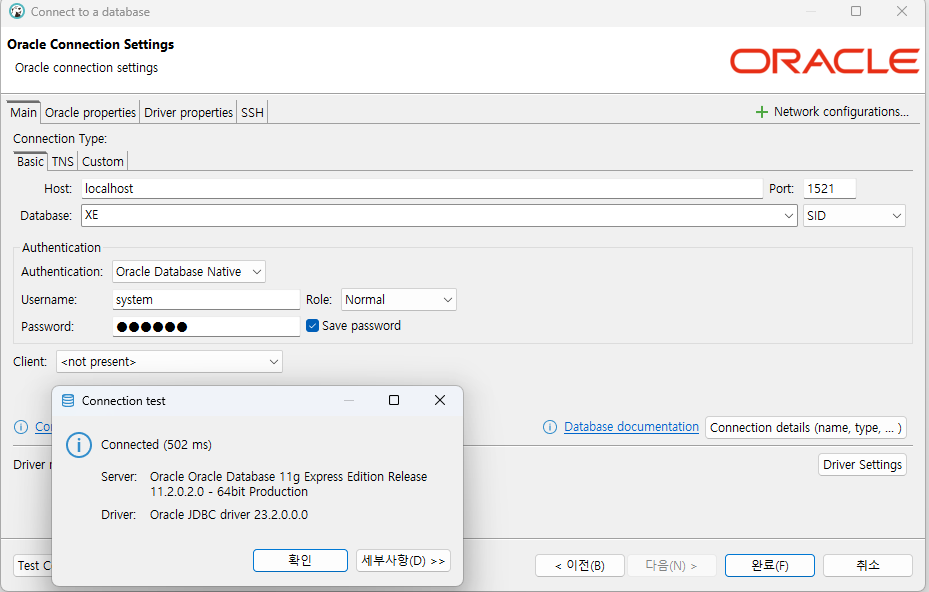 Connect to a database
Oracle Connection Settings
Oracle connection settings
ORACLE
Main Oracle properties Driver properties SSH
Network configurations...
Connection Type:
Basic TNS Custom
Host: localhost Port: 1521
Database: XE SID
Authentication
Authentication: Oracle Database Native
Username: system Role: Normal
Password: ●●●●●● Save password
Client: <not present>
Database documentation Connection details (name, type, ... )
Driver Settings
Connection test
Connected (502 ms)
Server: Oracle Oracle Database 11g Express Edition Release
11.2.0.2.0 - 64bit Production
Driver: Oracle JDBC driver 23.2.0.0.0
확인 세부사항(D) >>
Test
< 이전(B) 다음(N) > 완료(F) 취소